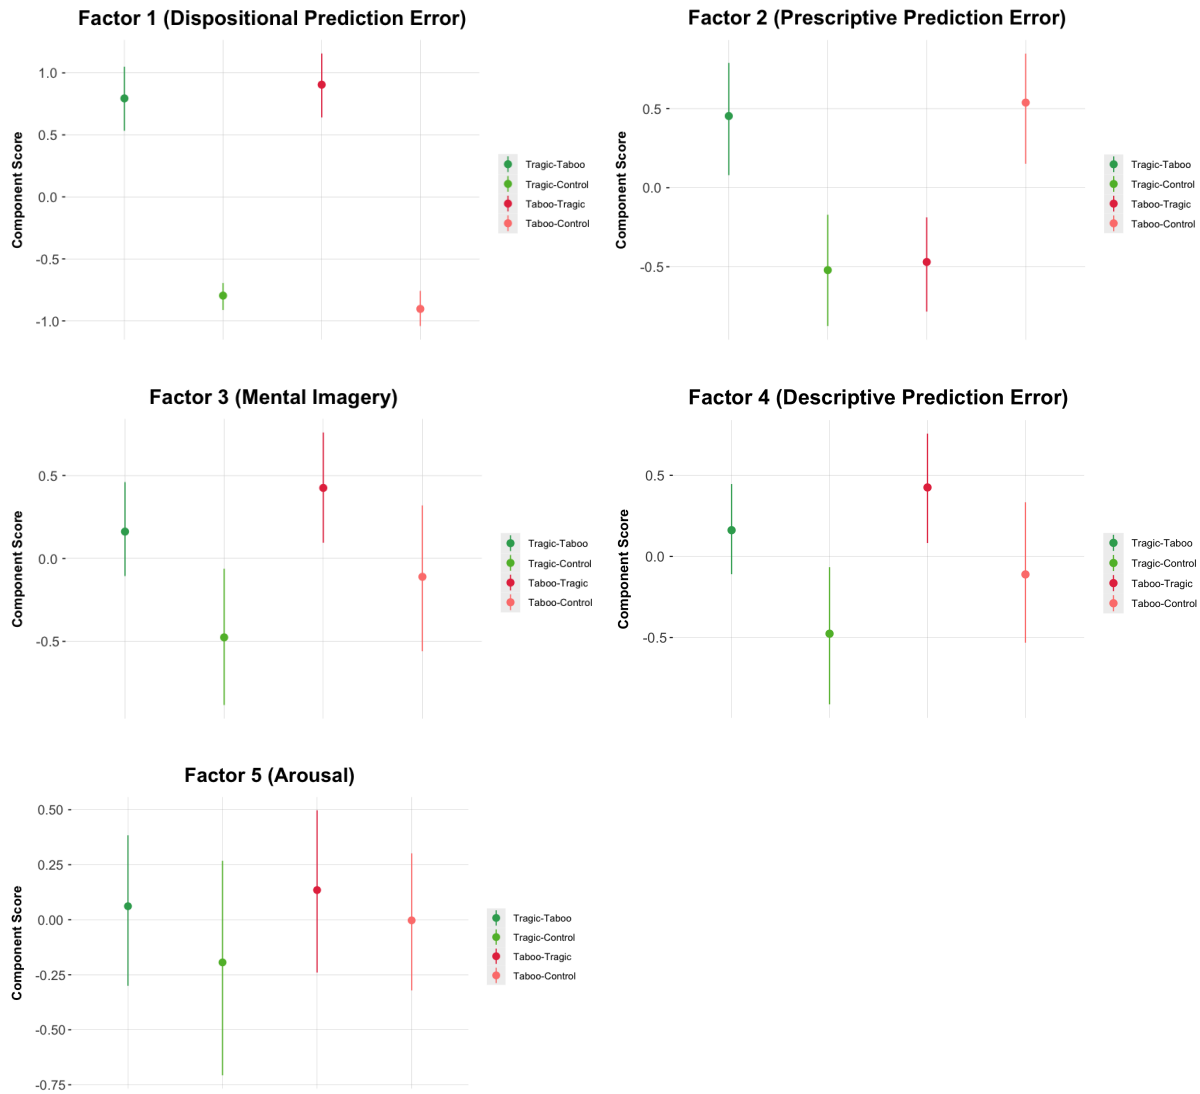 Factor 1 (Dispositional Prediction Error)
Component Score
1.0
0.5
0.0
-0.5
-1.0
Tragic-Taboo
Tragic-Control
Taboo-Tragic
Taboo-Control
Factor 2 (Prescriptive Prediction Error)
Component Score
0.5
0.0
-0.5
Tragic-Taboo
Tragic-Control
Taboo-Tragic
Taboo-Control
Factor 3 (Mental Imagery)
Component Score
0.5
0.0
-0.5
Tragic-Taboo
Tragic-Control
Taboo-Tragic
Taboo-Control
Factor 4 (Descriptive Prediction Error)
Component Score
0.5
0.0
-0.5
Tragic-Taboo
Tragic-Control
Taboo-Tragic
Taboo-Control
Factor 5 (Arousal)
Component Score
0.50
0.25
0.00
-0.25
-0.50
-0.75
Tragic-Taboo
Tragic-Control
Taboo-Tragic
Taboo-Control